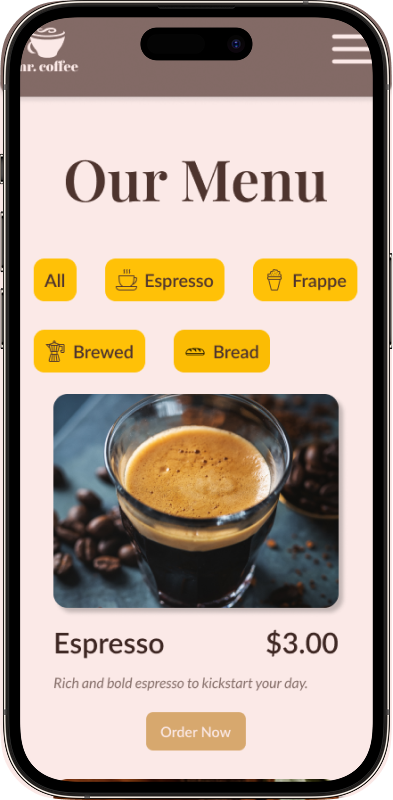 mr. coffee
Our Menu
All
Espresso
Frappe
Brewed
Bread
Espresso
$3.00
Rich and bold espresso to kickstart your day.
Order Now